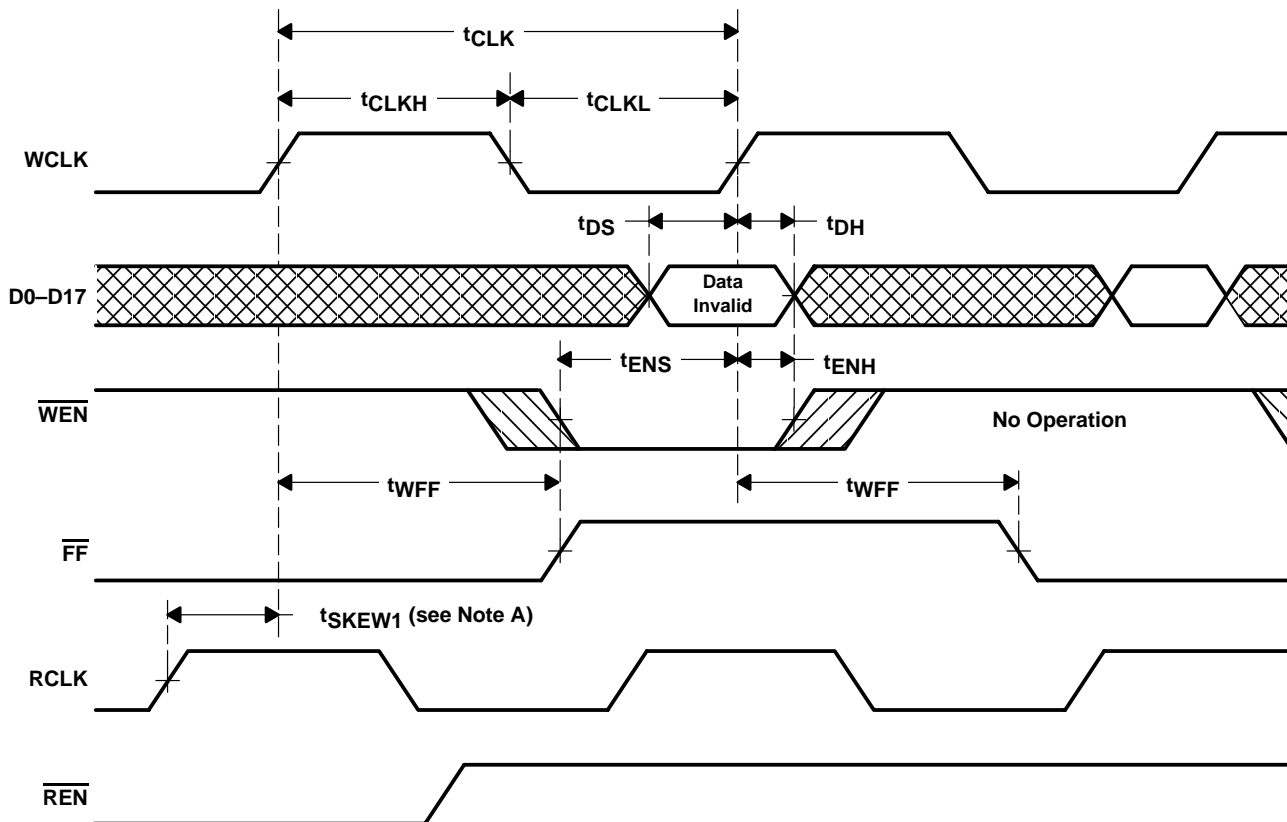 tCLK
tCLKH
tCLKL
WCLK
tDS
tDH
D0–D17
Data
Invalid
tENS
tENH
WEN
No Operation
tWFF
tWFF
FF
tSKEW1 (see Note A)
RCLK
REN